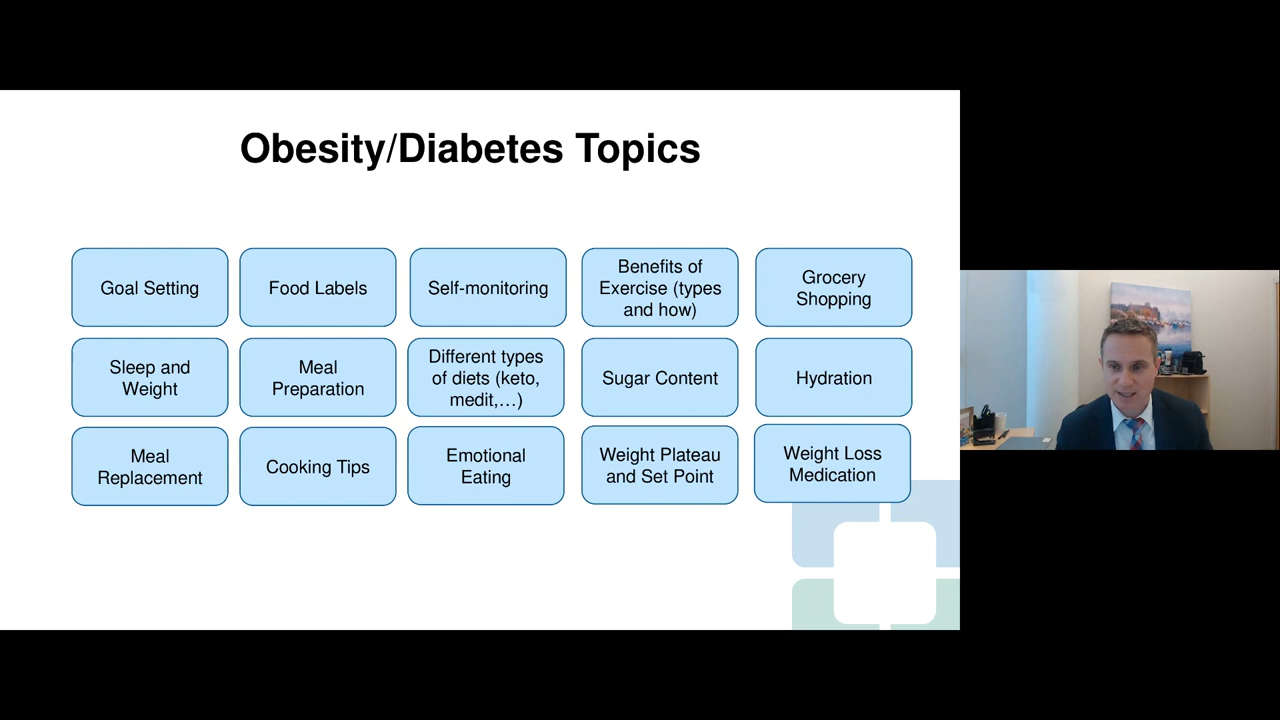 Obesity/Diabetes Topics
Goal Setting
Food Labels
Self-monitoring
Benefits of
Exercise (types
and how)
Grocery
Shopping
Sleep and
Weight
Meal
Preparation
Different types
of diets (keto,
medit,…)
Sugar Content
Hydration
Meal
Replacement
Cooking Tips
Emotional
Eating
Weight Plateau
and Set Point
Weight Loss
Medication